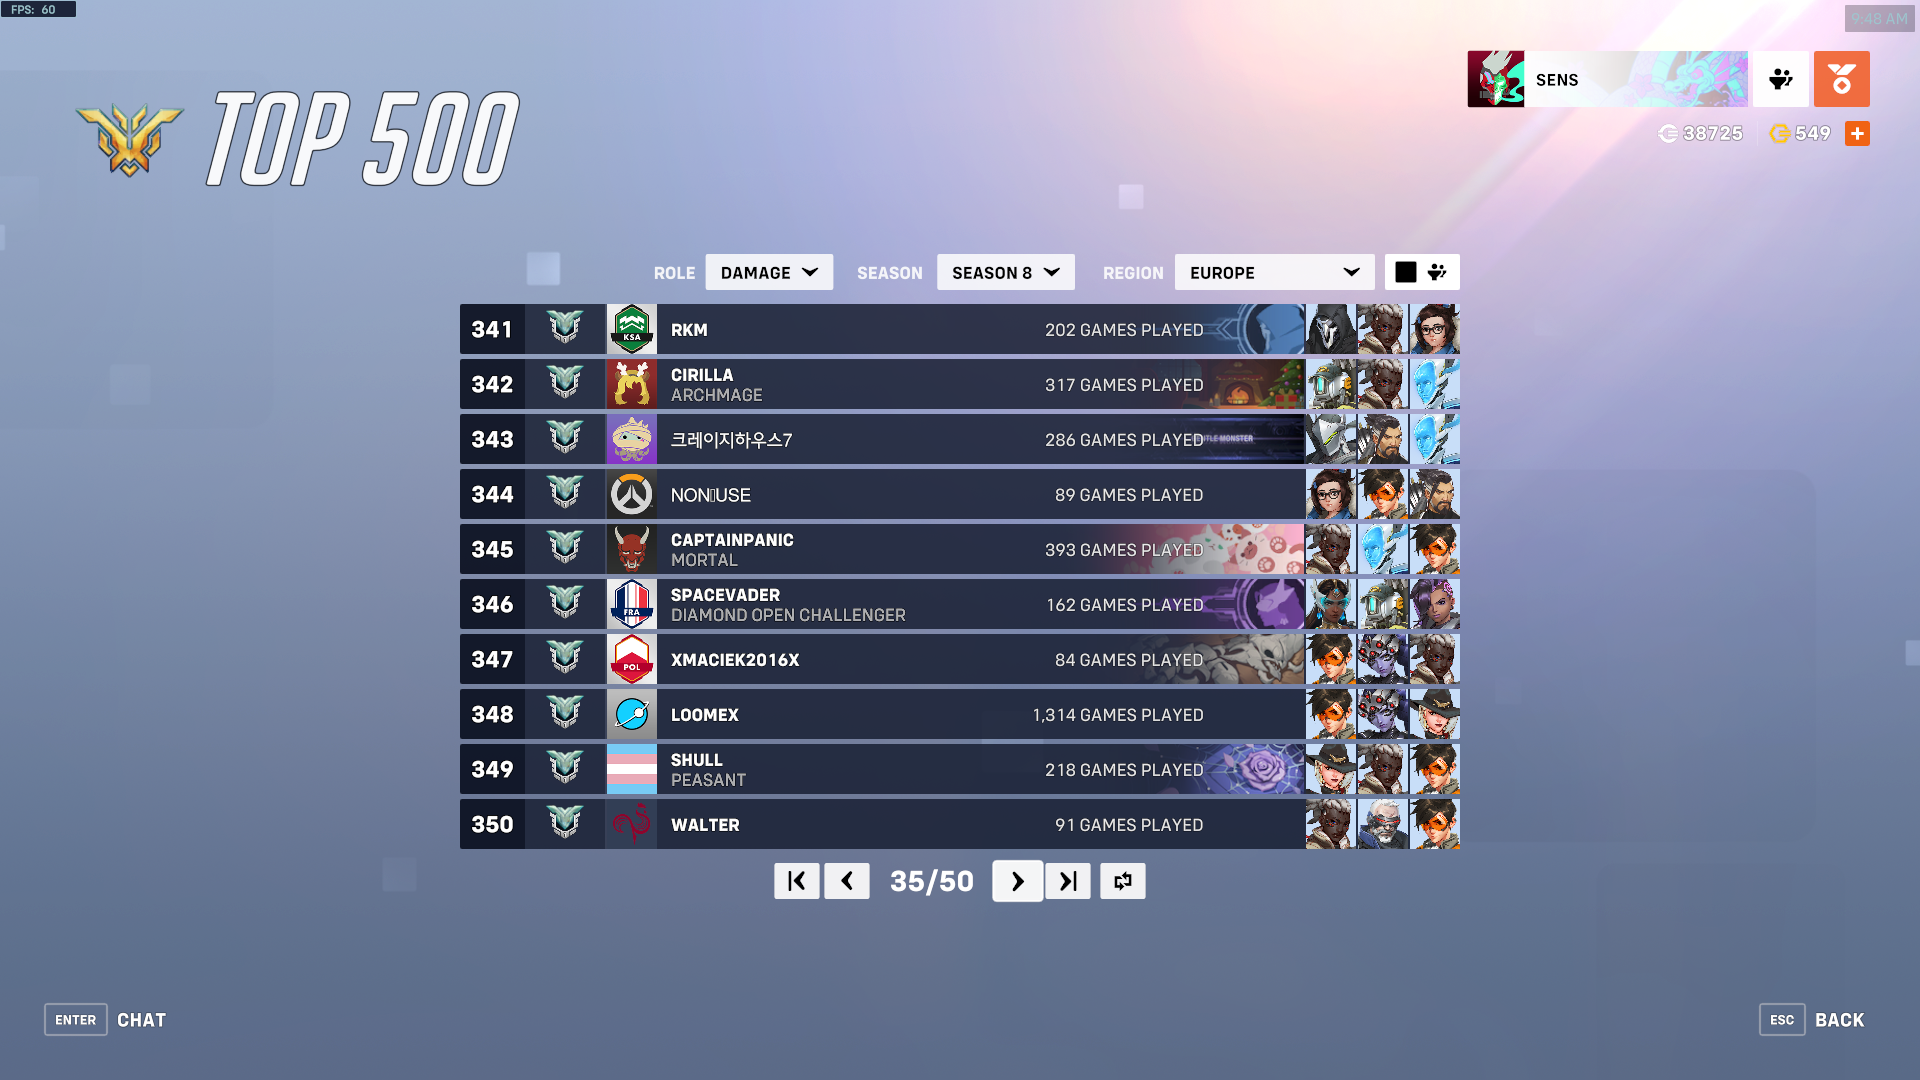 FPS: 60
9:48 AM
TOP 500
SENS
38725
549
ROLE DAMAGE SEASON SEASON 8 REGION EUROPE
341 KSA RKM 202 GAMES PLAYED
342 CIRILLA 317 GAMES PLAYED
ARCHMAGE
343 크레이지하우스7 286 GAMES PLAYED
344 NON▯USE 89 GAMES PLAYED
345 CAPTAINPANIC 393 GAMES PLAYED
MORTAL
346 FRA SPACEVADER 162 GAMES PLAYED
DIAMOND OPEN CHALLENGER
347 POL XMACIEK2016X 84 GAMES PLAYED
348 LOOMEX 1,314 GAMES PLAYED
349 SHULL 218 GAMES PLAYED
PEASANT
350 WALTER 91 GAMES PLAYED
35/50
ENTER CHAT
ESC BACK